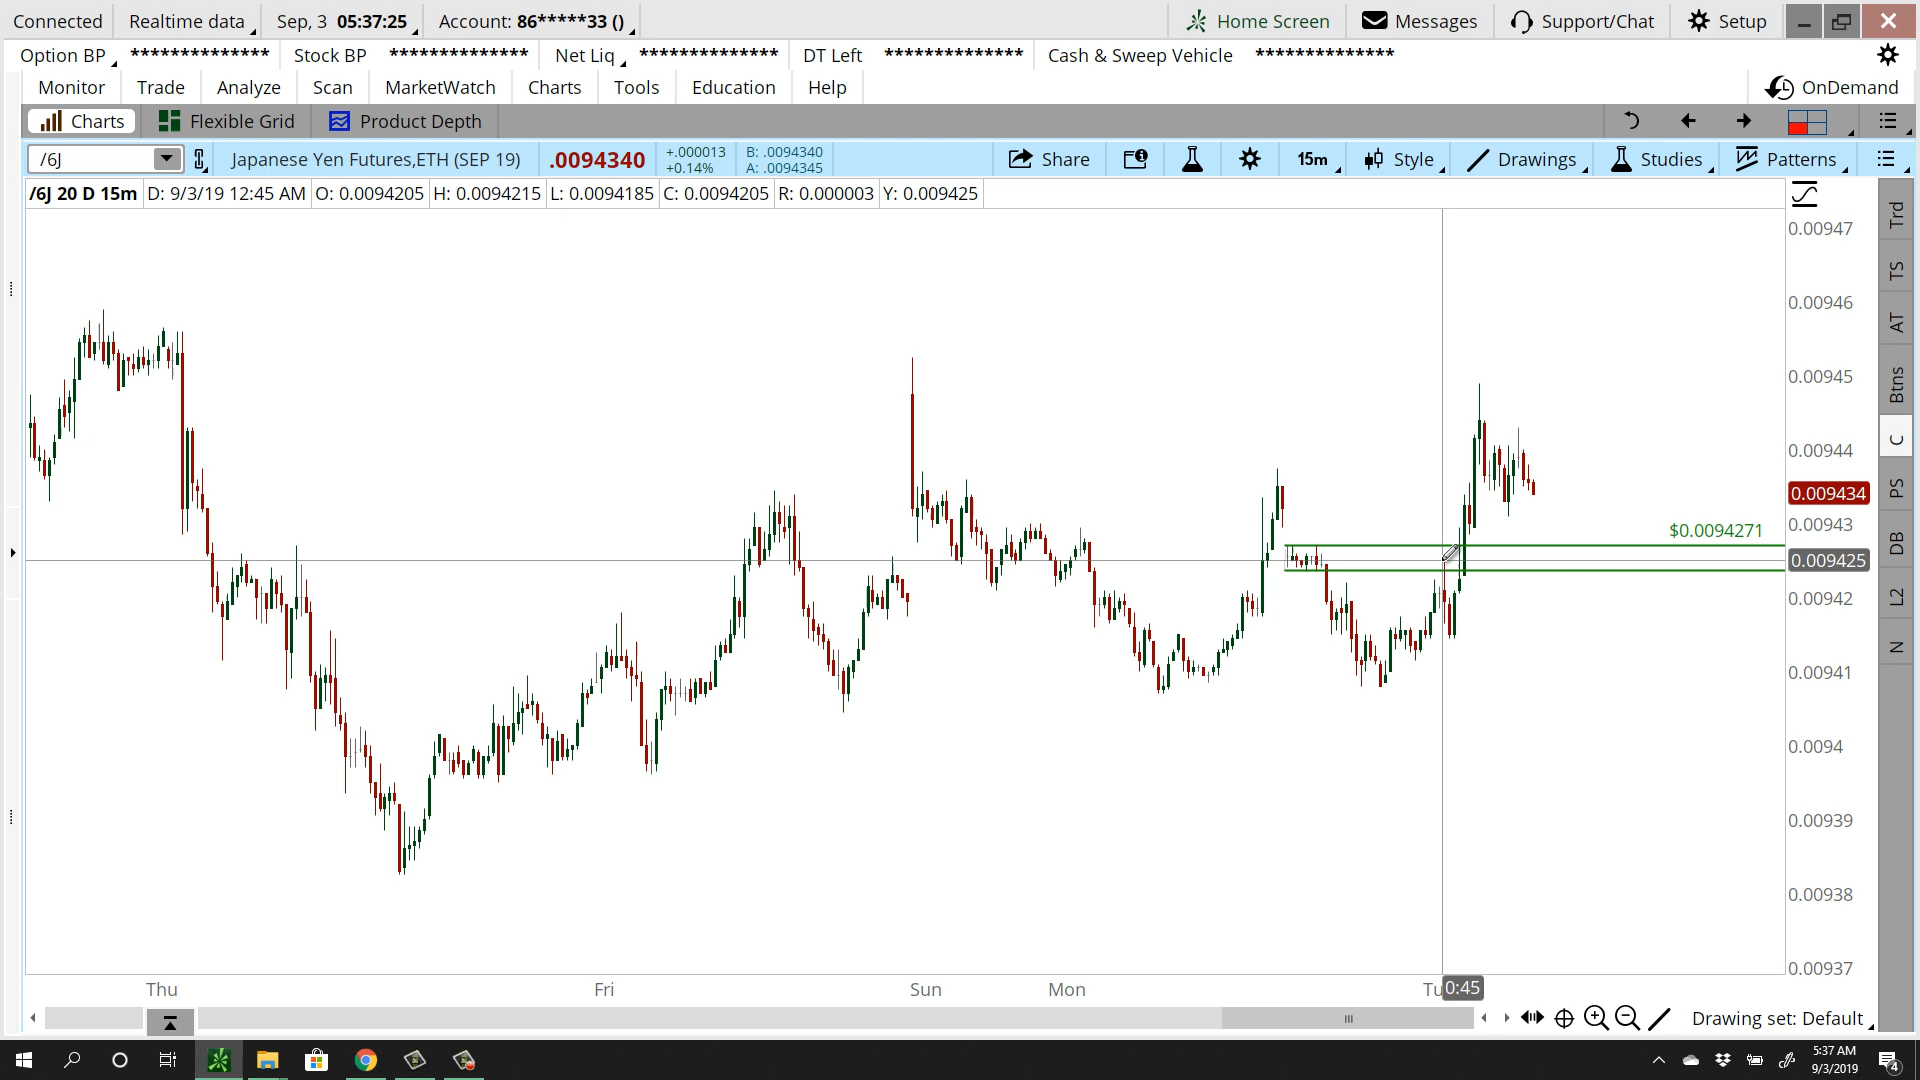 Connected Realtime data Sep, 3 05:37:25 Account: 86*****33 () Home Screen Messages Support/Chat Setup
Option BP ************** Stock BP ************** Net Liq ************** DT Left ************** Cash & Sweep Vehicle **************
Monitor Trade Analyze Scan MarketWatch Charts Tools Education Help OnDemand
Charts Flexible Grid Product Depth
/6J Japanese Yen Futures,ETH (SEP 19) .0094340 +.000013 B: .0094340 Share 15m Style Drawings Studies Patterns
+0.14% A: .0094345
/6J 20 D 15m D: 9/3/19 12:45 AM O: 0.0094205 H: 0.0094215 L: 0.0094185 C: 0.0094205 R: 0.000003 Y: 0.009425
0.00947
0.00946
0.00945
0.00944
0.009434
0.00943
$0.0094271
0.009425
0.00942
0.00941
0.0094
0.00939
0.00938
0.00937
Trd
TS
AT
Btns
C
PS
DB
L2
N
Thu Fri Sun Mon Tu 0:45
Drawing set: Default
5:37 AM
9/3/2019
4